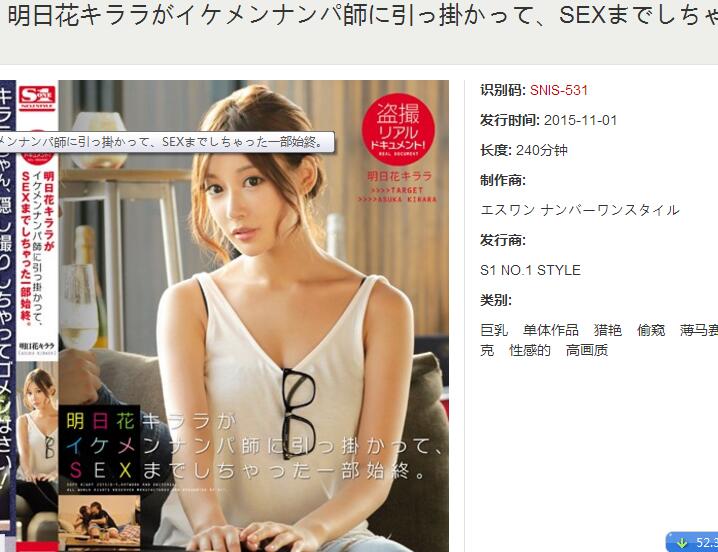 明日花キララがイケメンナンパ師に引っ掛かって、SEXまでしちゃ
メンナンパ師に引っ掛かって、SEXまでしちゃった一部始終。
明日花キララが
イケメンナンパ師に引っ掛かって、
SEXまでしちゃった一部始終。
明日花キララ
隠し撮りしちゃってゴメンなさい!
盗撮
リアル
ドキュメント!
REAL DOCUMENT
明日花キララ
>>>>TARGET
>>>>ASUKA KIRARA
明日花キララが
イケメンナンパ師に引っ掛かって、
SEXまでしちゃった一部始終。
识别码: SNIS-531
发行时间: 2015-11-01
长度: 240分钟
制作商:
エスワン ナンバーワンスタイル
发行商:
S1 NO.1 STYLE
类别:
巨乳 单体作品 猎艳 偷窥 薄马赛
克 性感的 高画质
52.3